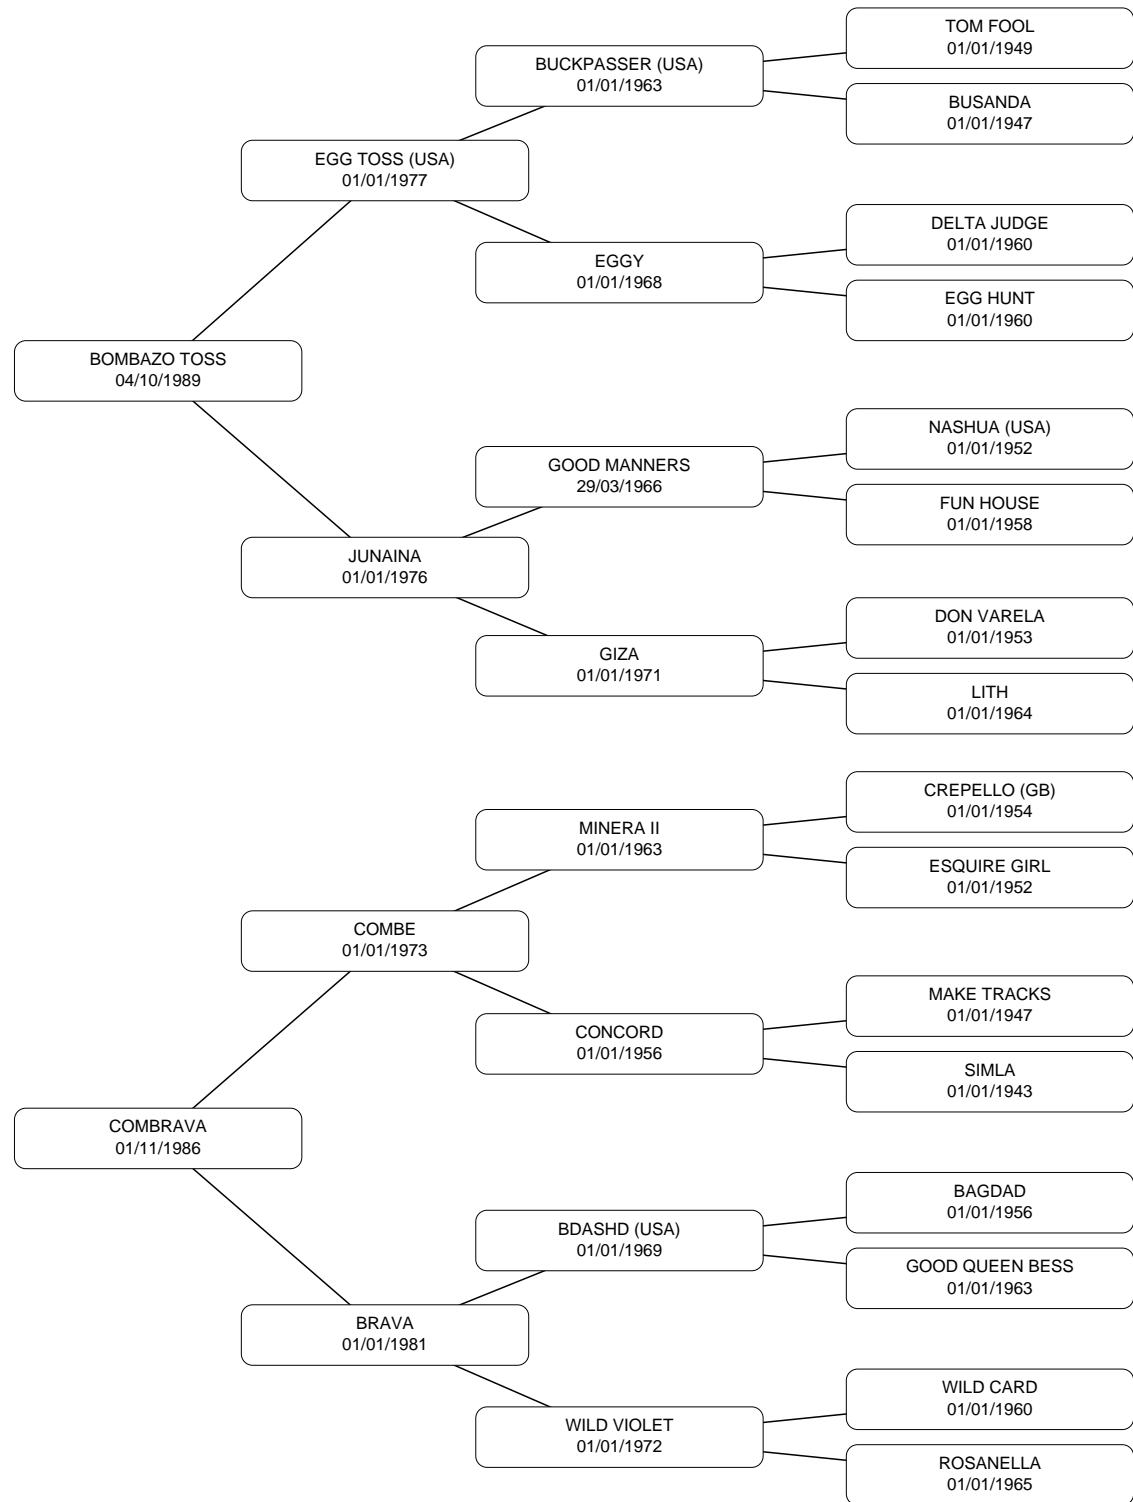 TOM FOOL
01/01/1949
BUCKPASSER (USA)
01/01/1963
BUSANDA
01/01/1947
EGG TOSS (USA)
01/01/1977
DELTA JUDGE
01/01/1960
EGGY
01/01/1968
EGG HUNT
01/01/1960
BOMBAZO TOSS
04/10/1989
NASHUA (USA)
01/01/1952
GOOD MANNERS
29/03/1966
FUN HOUSE
01/01/1958
JUNAINA
01/01/1976
DON VARELA
01/01/1953
GIZA
01/01/1971
LITH
01/01/1964
CREPELLO (GB)
01/01/1954
MINERA II
01/01/1963
ESQUIRE GIRL
01/01/1952
COMBE
01/01/1973
MAKE TRACKS
01/01/1947
CONCORD
01/01/1956
SIMLA
01/01/1943
COMBRAVA
01/11/1986
BAGDAD
01/01/1956
BDASHD (USA)
01/01/1969
GOOD QUEEN BESS
01/01/1963
BRAVA
01/01/1981
WILD CARD
01/01/1960
WILD VIOLET
01/01/1972
ROSANELLA
01/01/1965